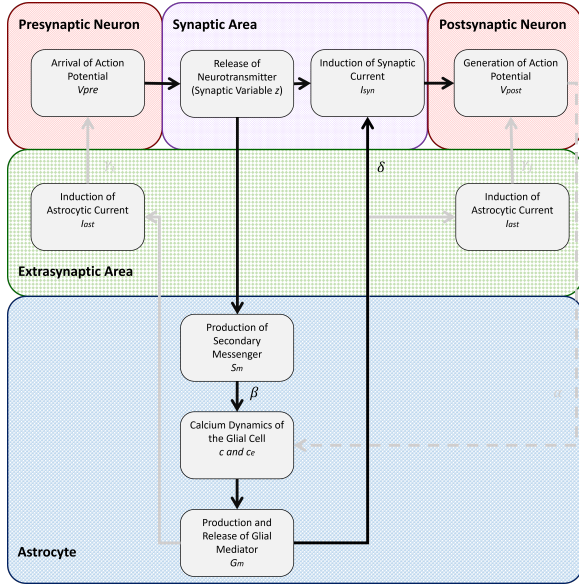 Presynaptic Neuron
Synaptic Area
Postsynaptic Neuron
Arrival of Action
Potential
Vpre
Release of
Neurotransmitter
(Synaptic Variable z)
Induction of Synaptic
Current
Isyn
Generation of Action
Potential
Vpost
δ
Induction of
Astrocytic Current
Iast
Induction of
Astrocytic Current
Iast
Extrasynaptic Area
Production of
Secondary
Messenger
Sm
β
α
Calcium Dynamics of
the Glial Cell
c and ce
Production and
Release of Glial
Mediator
Gm
Astrocyte